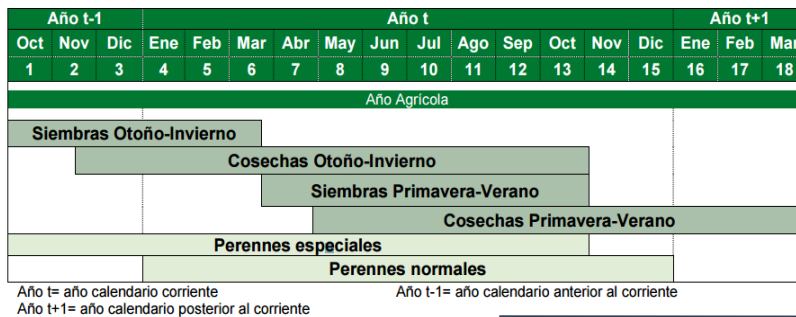 Año t-1 Año t Año t+1
Oct Nov Dic Ene Feb Mar Abr May Jun Jul Ago Sep Oct Nov Dic Ene Feb Mar
1 2 3 4 5 6 7 8 9 10 11 12 13 14 15 16 17 18
Año Agrícola
Siembras Otoño-Invierno
Cosechas Otoño-Invierno
Siembras Primavera-Verano
Cosechas Primavera-Verano
Perennes especiales
Perennes normales
Año t= año calendario corriente Año t-1= año calendario anterior al corriente
Año t+1= año calendario posterior al corriente